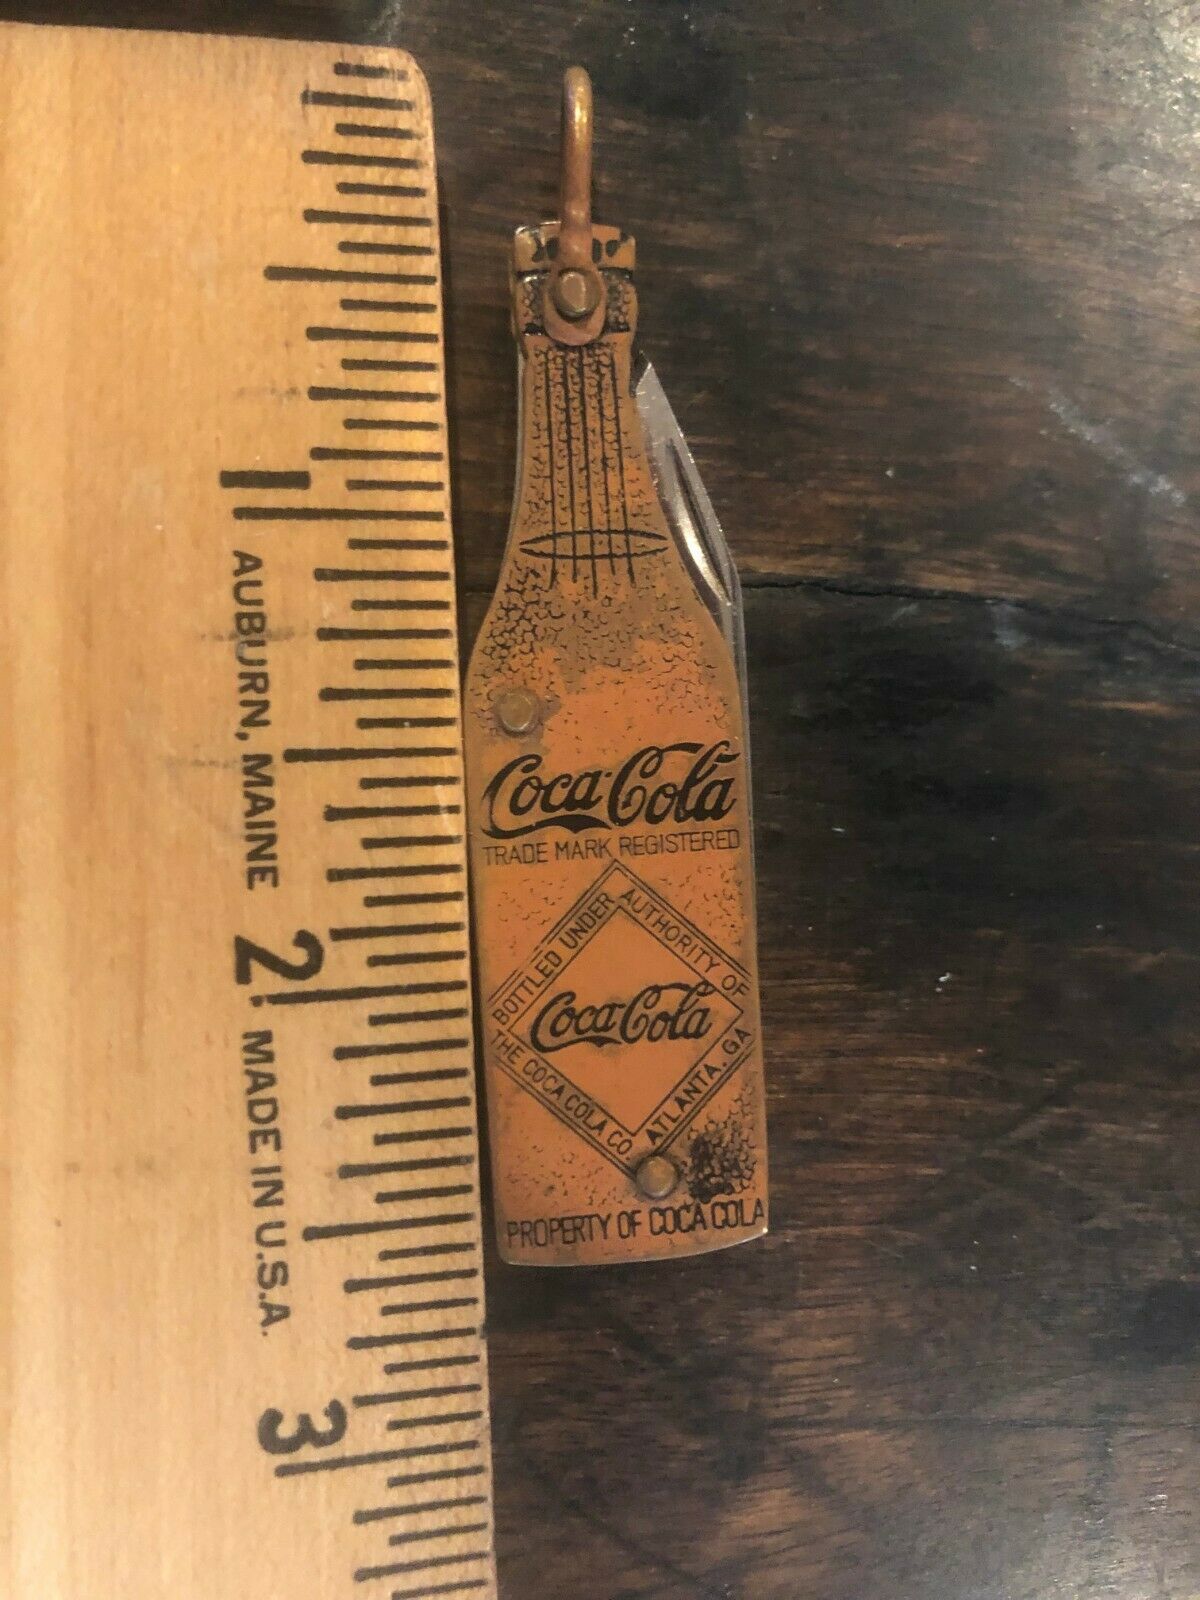 1
AUBURN, MAINE
2
MADE IN U.S.A.
3
Coca-Cola
TRADE MARK REGISTERED
BOTTLED UNDER
AUTHORITY OF
Coca-Cola
THE COCA COLA CO.
ATLANTA, GA
PROPERTY OF COCA COLA